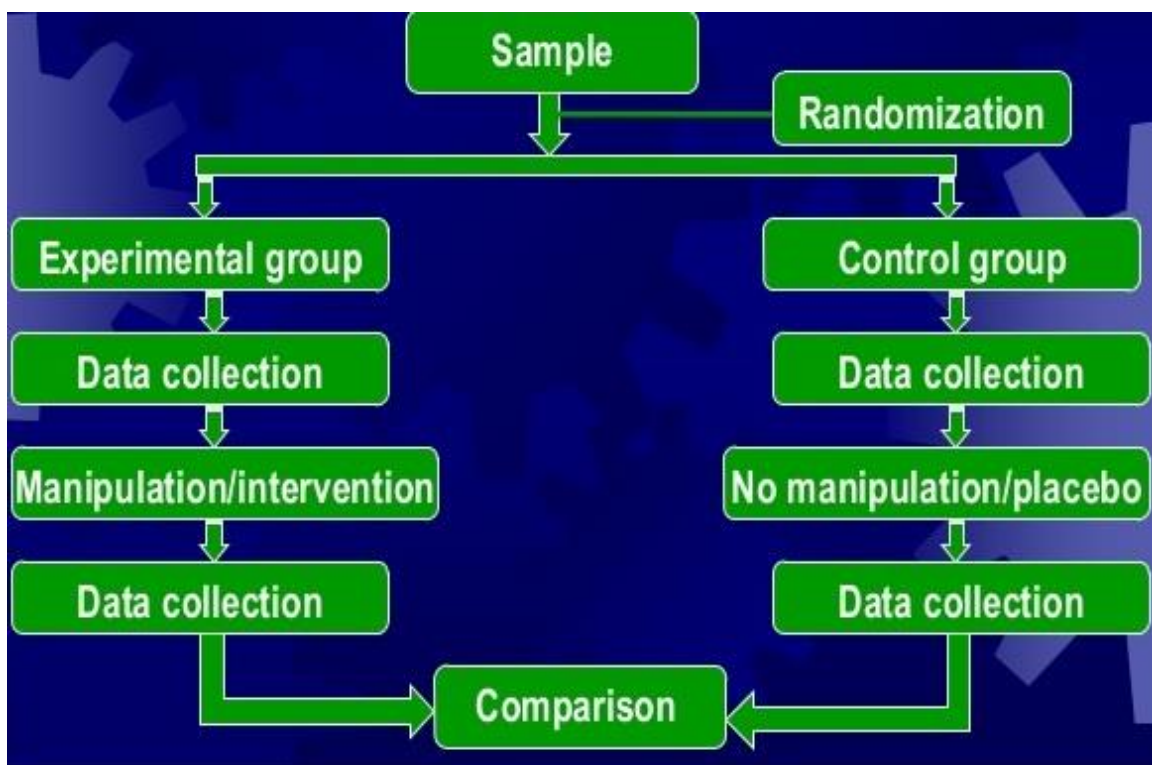 Sample
Randomization
Experimental group
Control group
Data collection
Data collection
Manipulation/intervention
No manipulation/placebo
Data collection
Data collection
Comparison